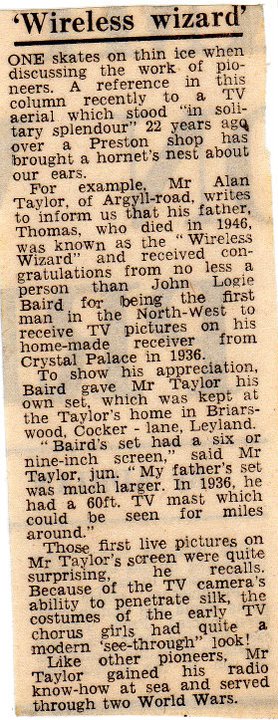 'Wireless wizard'
ONE skates on thin ice when
discussing the work of pio-
neers. A reference in this
column recently to a TV
aerial which stood "in soli-
tary splendour" 22 years ago
over a Preston shop has
brought a hornet's nest about
our ears.
For example, Mr Alan
Taylor, of Argyll-road, writes
to inform us that his father,
Thomas, who died in 1946,
was known as the "Wireless
Wizard" and received con-
gratulations from no less a
person than John Logie
Baird for being the first
man in the North-West to
receive TV pictures on his
home-made receiver from
Crystal Palace in 1936.
To show his appreciation,
Baird gave Mr Taylor his
own set, which was kept at
the Taylor's home in Briars-
wood, Cocker - lane, Leyland.
"Baird's set had a six or
nine-inch screen," said Mr
Taylor, jun. "My father's set
was much larger. In 1936, he
had a 60ft. TV mast which
could be seen for miles
around."
Those first live pictures on
Mr Taylor's screen were quite
surprising, he recalls.
Because of the TV camera's
ability to penetrate silk, the
costumes of the early TV
chorus girls had quite a
modern 'see-through' look!
Like other pioneers, Mr
Taylor gained his radio
know-how at sea and served
through two World Wars.